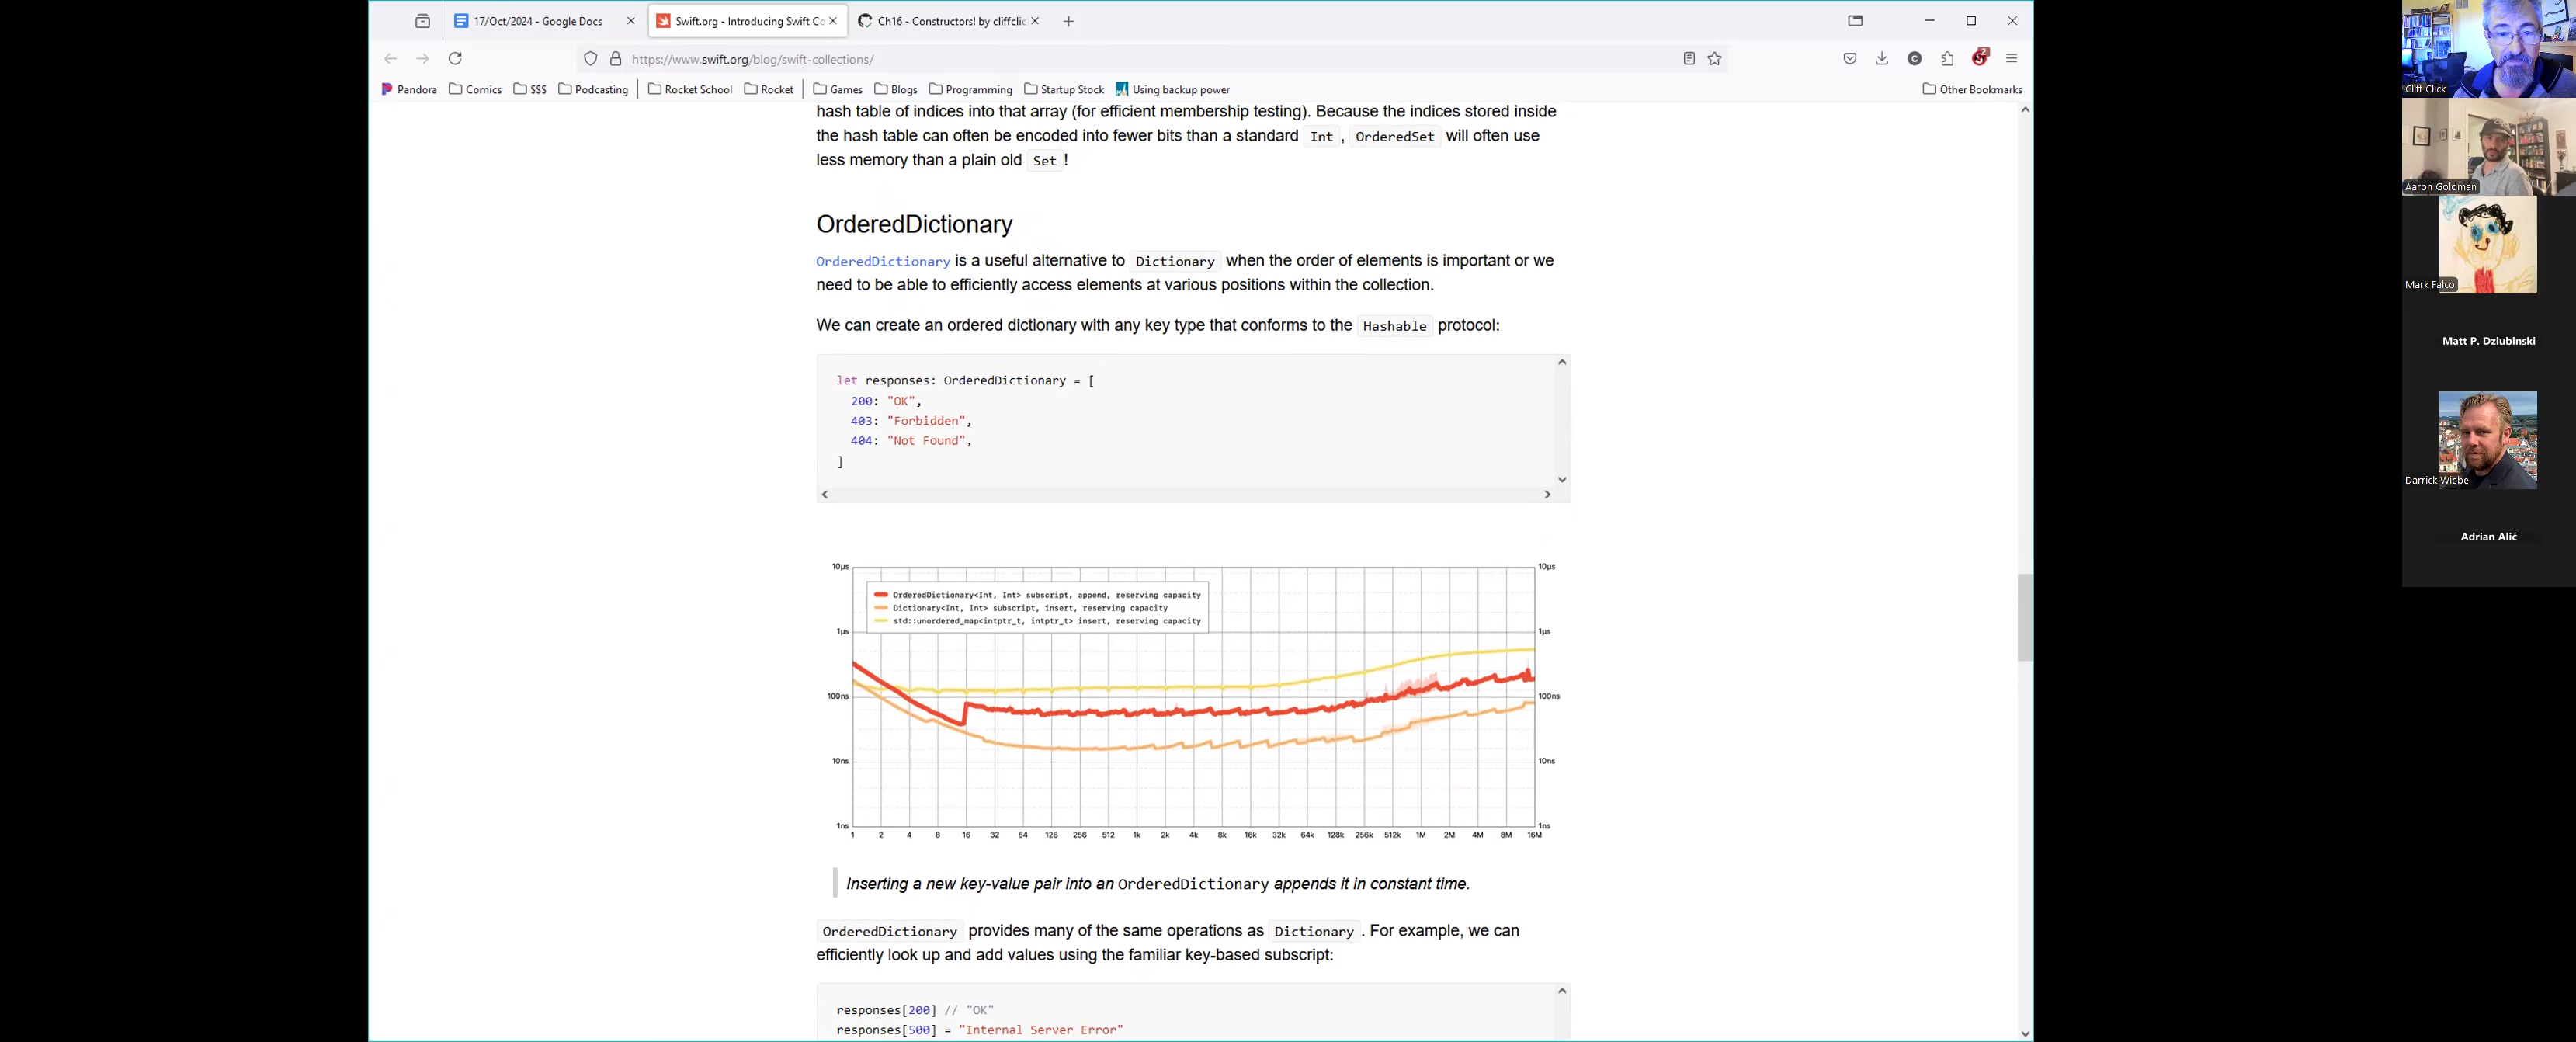 17/Oct/2024 - Google Docs
Swift.org - Introducing Swift Co
Ch16 - Constructors! by cliffclic
https://www.swift.org/blog/swift-collections/
2
Pandora Comics $$$ Podcasting Rocket School Rocket Games Blogs Programming Startup Stock Using backup power Other Bookmarks
hash table of indices into that array (for efficient membership testing). Because the indices stored inside
the hash table can often be encoded into fewer bits than a standard Int, OrderedSet will often use
less memory than a plain old Set!
OrderedDictionary
OrderedDictionary is a useful alternative to Dictionary when the order of elements is important or we
need to be able to efficiently access elements at various positions within the collection.
We can create an ordered dictionary with any key type that conforms to the Hashable protocol:
let responses: OrderedDictionary = [
200: "OK",
403: "Forbidden",
404: "Not Found",
]
10µs 10µs
OrderedDictionary<Int, Int> subscript, append, reserving capacity
Dictionary<Int, Int> subscript, insert, reserving capacity
std::unordered_map<intptr_t, intptr_t> insert, reserving capacity
1µs 1µs
100ns 100ns
10ns 10ns
1ns 1ns
1 2 4 8 16 32 64 128 256 512 1k 2k 4k 8k 16k 32k 64k 128k 256k 512k 1M 2M 4M 8M 16M
Inserting a new key-value pair into an OrderedDictionary appends it in constant time.
OrderedDictionary provides many of the same operations as Dictionary. For example, we can
efficiently look up and add values using the familiar key-based subscript:
responses[200] // "OK"
responses[500] = "Internal Server Error"
Cliff Click
Aaron Goldman
Mark Falco
Matt P. Dziubinski
Darrick Wiebe
Adrian Alić